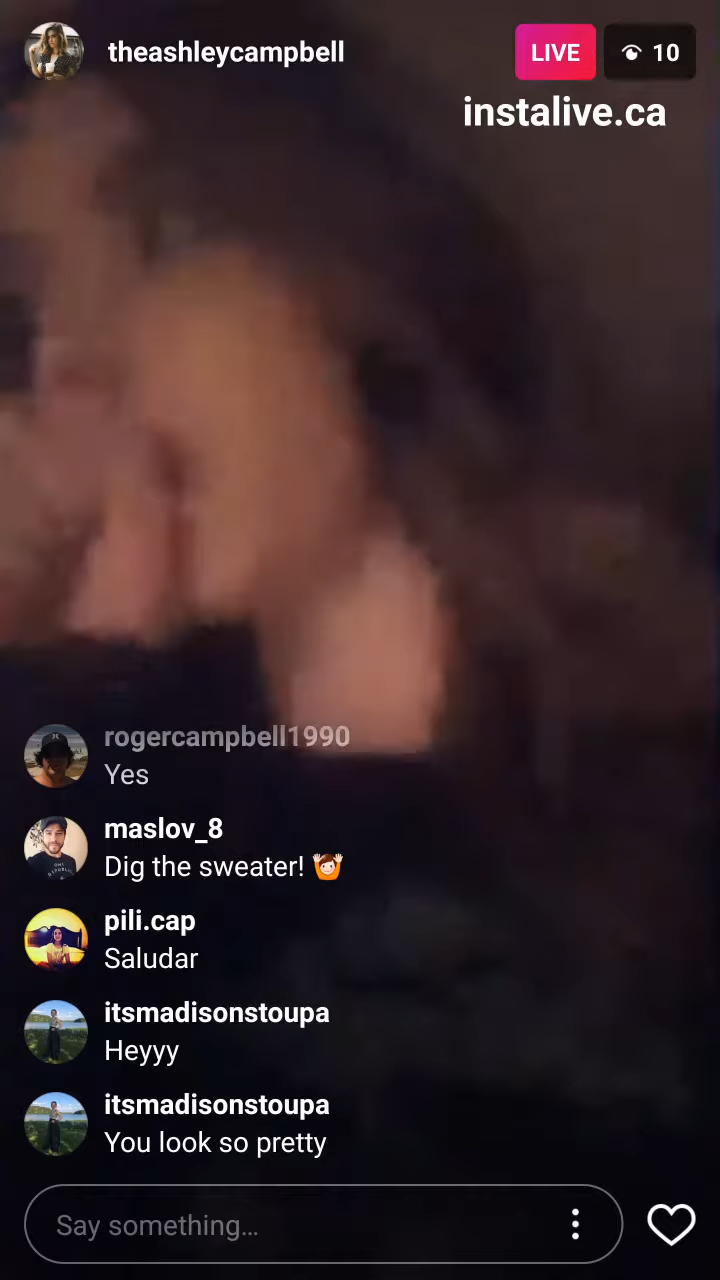 theashleycampbell
LIVE
10
instalive.ca
rogercampbell1990
Yes
maslov_8
Dig the sweater! 🙌
pili.cap
Saludar
itsmadisonstoupa
Heyyy
itsmadisonstoupa
You look so pretty
Say something...